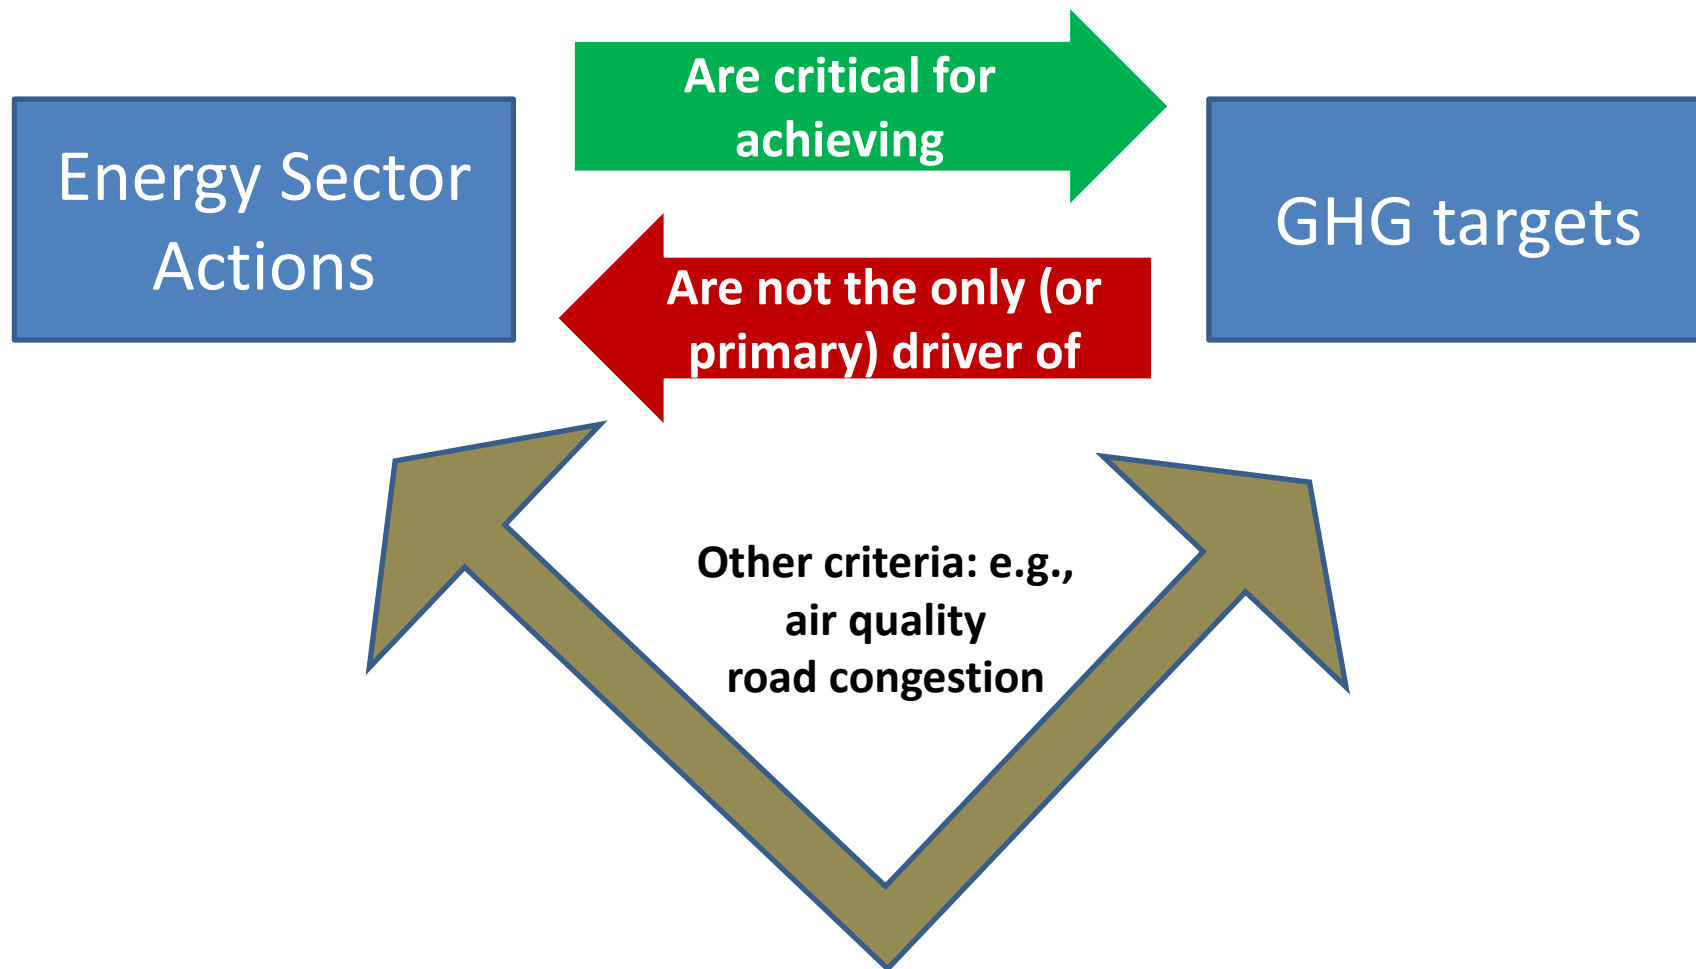 Energy Sector
Actions
Are critical for
achieving
GHG targets
Are not the only (or
primary) driver of
Other criteria: e.g.,
air quality
road congestion